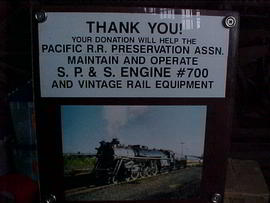 THANK YOU!
YOUR DONATION WILL HELP THE
PACIFIC R.R. PRESERVATION ASSN.
MAINTAIN AND OPERATE
S. P. & S. ENGINE #700
AND VINTAGE RAIL EQUIPMENT